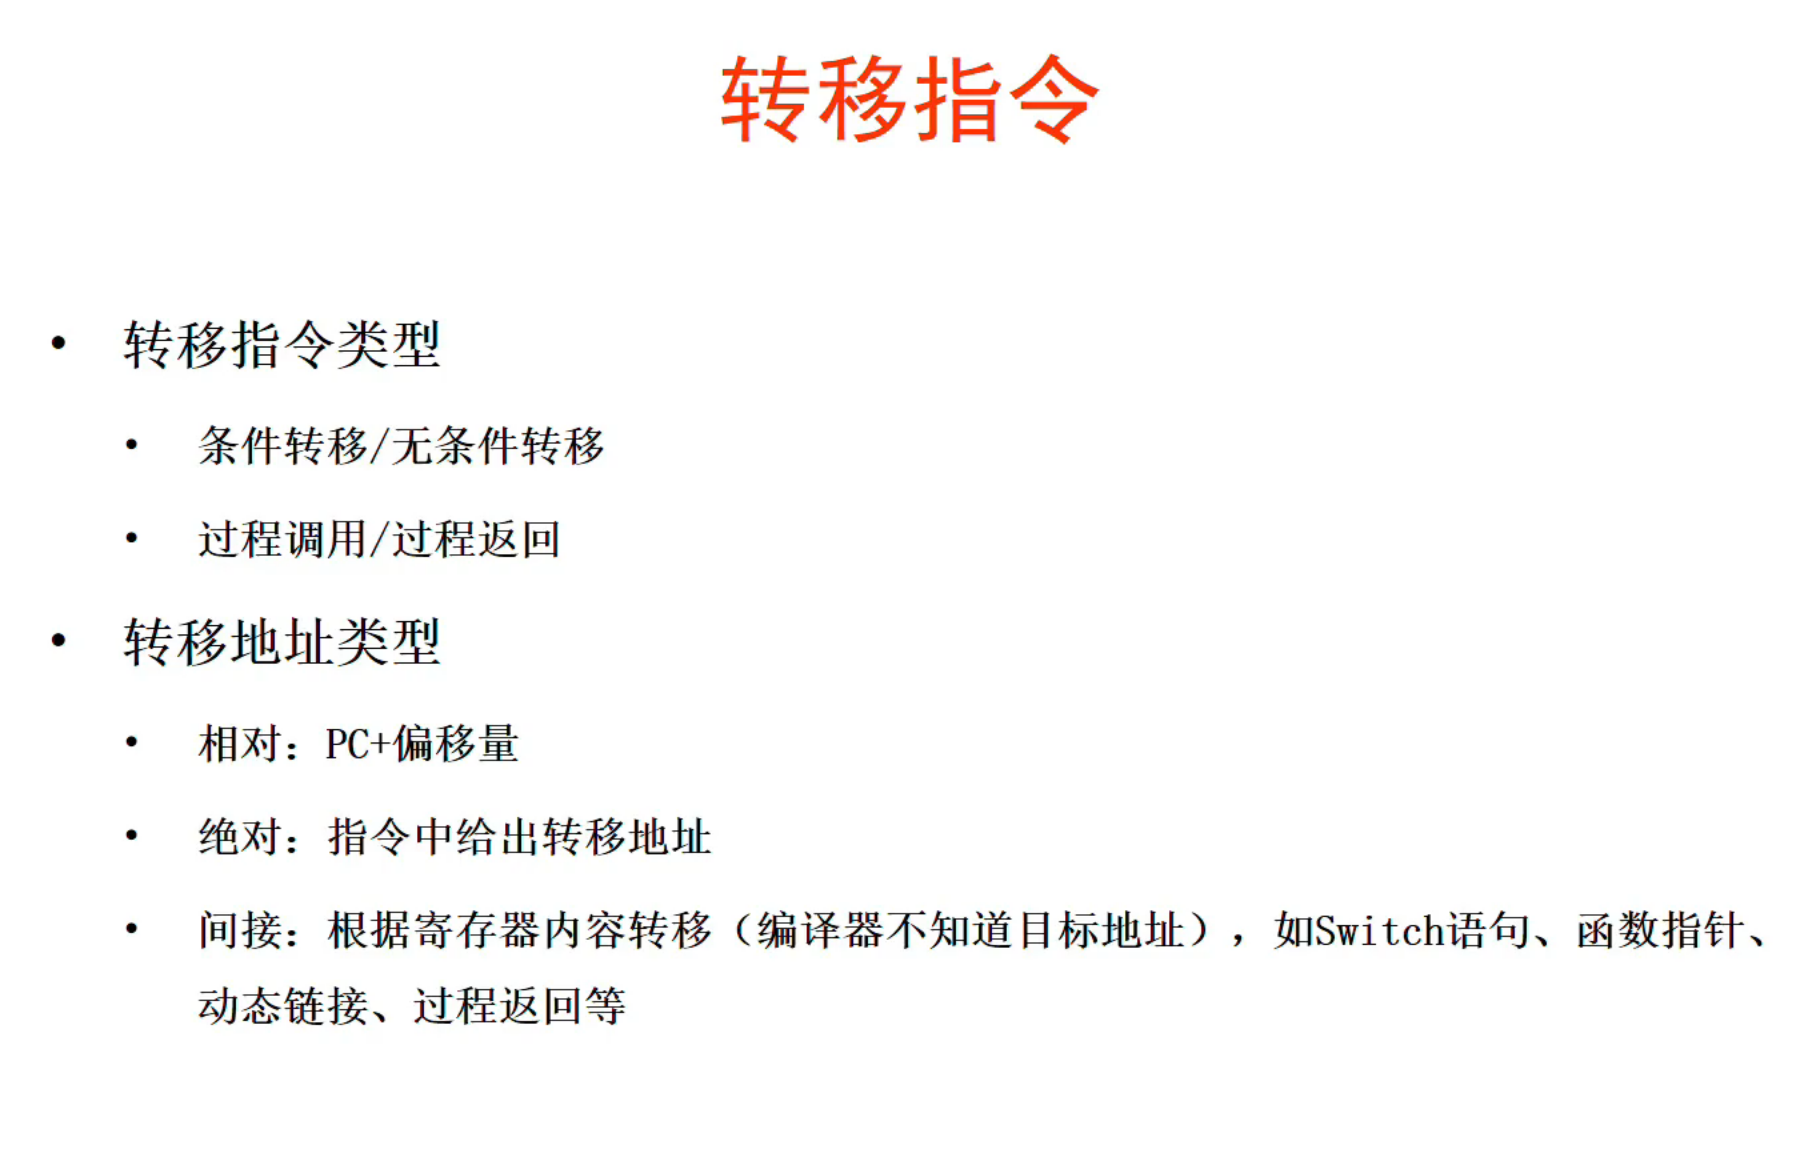 转移指令
• 转移指令类型
• 条件转移/无条件转移
• 过程调用/过程返回
• 转移地址类型
• 相对：PC+偏移量
• 绝对：指令中给出转移地址
• 间接：根据寄存器内容转移（编译器不知道目标地址），如Switch语句、函数指针、
动态链接、过程返回等